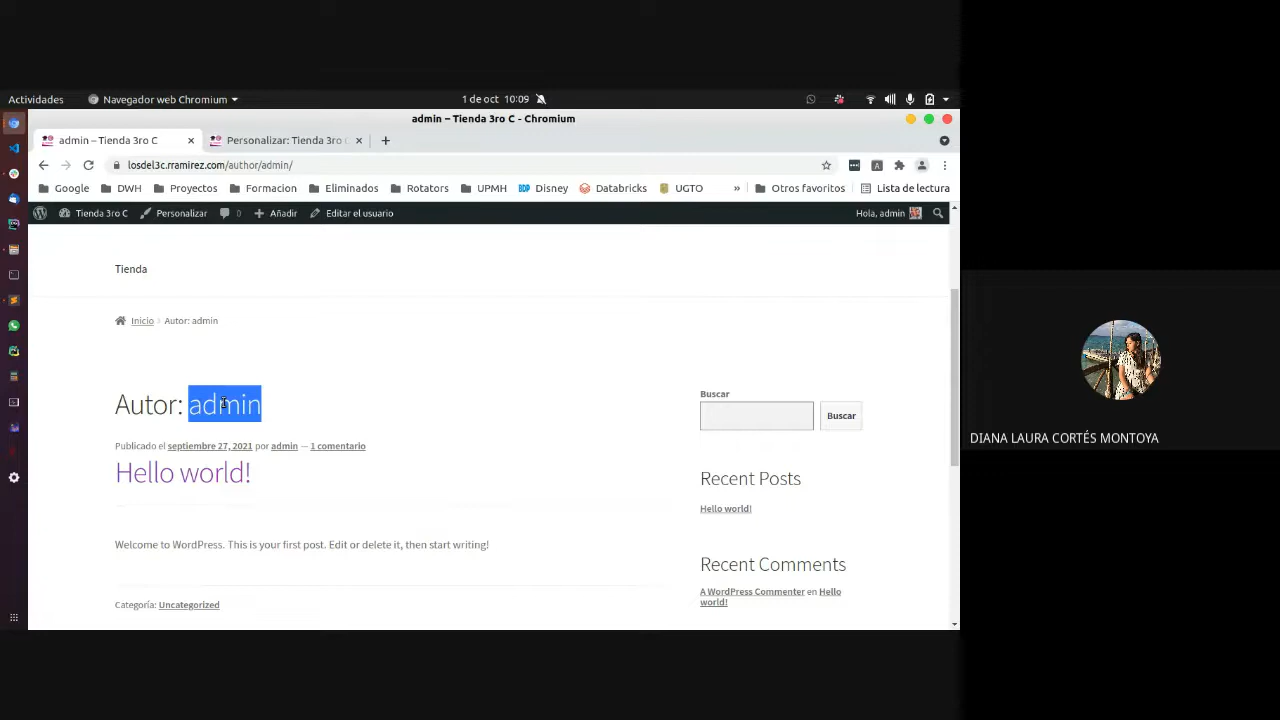 Actividades Navegador web Chromium 1 de oct 10:09
admin – Tienda 3ro C - Chromium
admin – Tienda 3ro C Personalizar: Tienda 3ro
losdel3c.rramirez.com/author/admin/
Google DWH Proyectos Formacion Eliminados Rotators UPMH Disney Databricks UGTO » Otros favoritos Lista de lectura
Tienda 3ro C Personalizar 0 Añadir Editar el usuario Hola, admin
Tienda
Inicio › Autor: admin
Autor: admin
Publicado el septiembre 27, 2021 por admin — 1 comentario
Hello world!
Welcome to WordPress. This is your first post. Edit or delete it, then start writing!
Categoría: Uncategorized
Buscar
Buscar
Recent Posts
Hello world!
Recent Comments
A WordPress Commenter en Hello
world!
DIANA LAURA CORTÉS MONTOYA